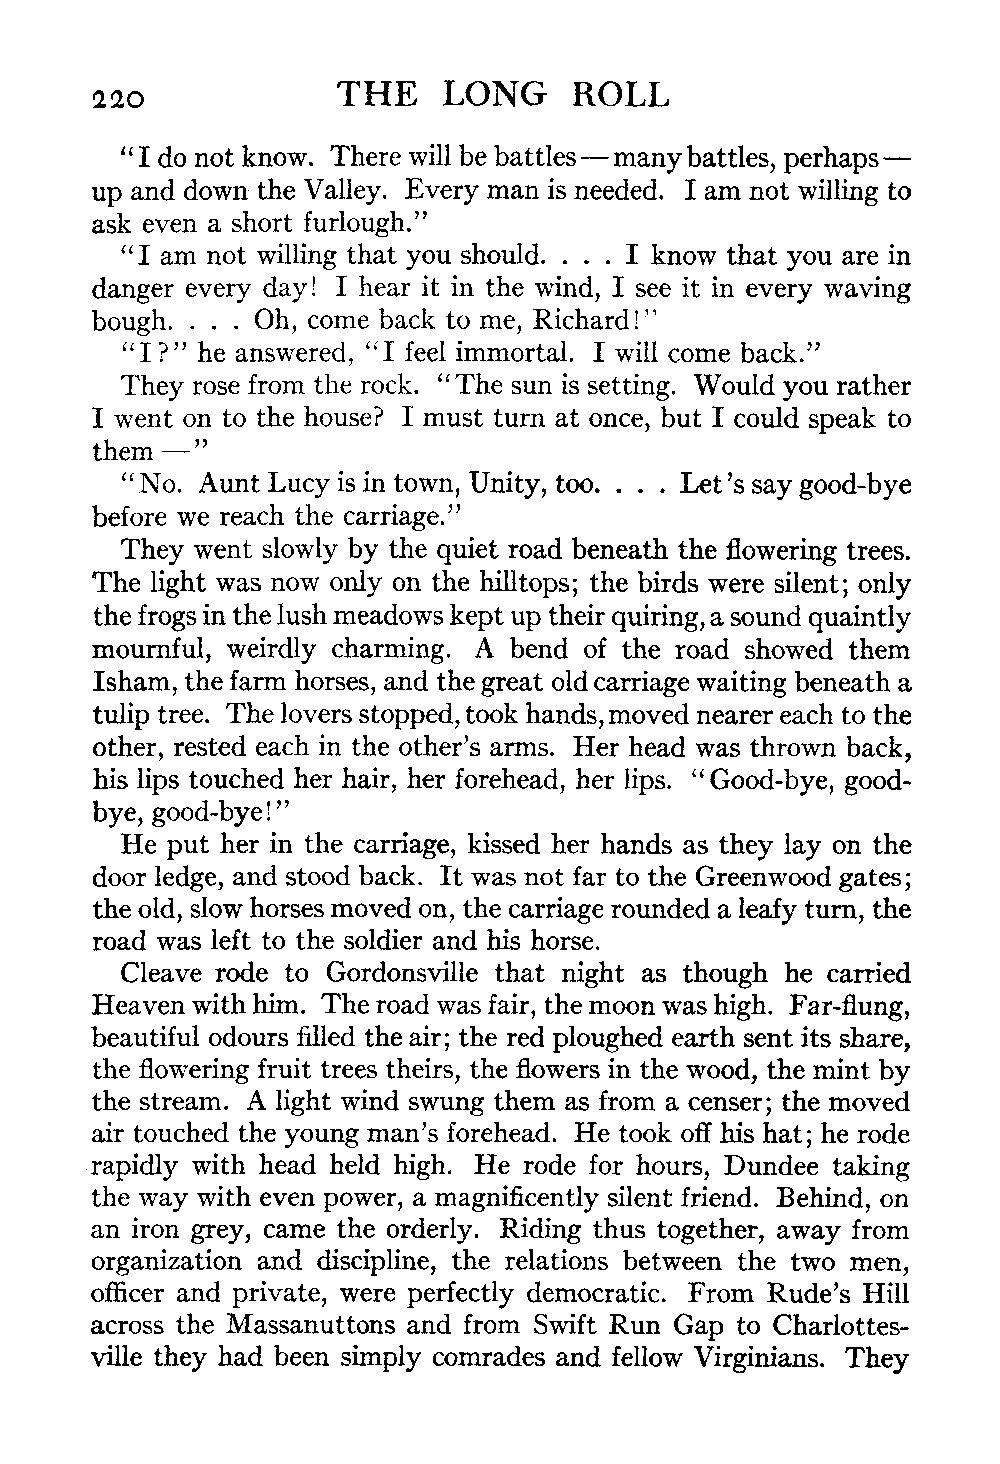 220 THE LONG ROLL
“I do not know. There will be battles—many battles, perhaps—
up and down the Valley. Every man is needed. I am not willing to
ask even a short furlough.”
“I am not willing that you should. . . . I know that you are in
danger every day! I hear it in the wind, I see it in every waving
bough. . . . Oh, come back to me, Richard!”
“I?” he answered, “I feel immortal. I will come back.”
They rose from the rock. “The sun is setting. Would you rather
I went on to the house? I must turn at once, but I could speak to
them —”
“No. Aunt Lucy is in town, Unity, too. . . . Let's say good-bye
before we reach the carriage.”
They went slowly by the quiet road beneath the flowering trees.
The light was now only on the hilltops; the birds were silent; only
the frogs in the lush meadows kept up their quiring, a sound quaintly
mournful, weirdly charming. A bend of the road showed them
Isham, the farm horses, and the great old carriage waiting beneath a
tulip tree. The lovers stopped, took hands, moved nearer each to the
other, rested each in the other's arms. Her head was thrown back,
his lips touched her hair, her forehead, her lips. “Good-bye, good-
bye, good-bye!”
He put her in the carriage, kissed her hands as they lay on the
door ledge, and stood back. It was not far to the Greenwood gates;
the old, slow horses moved on, the carriage rounded a leafy turn, the
road was left to the soldier and his horse.
Cleave rode to Gordonsville that night as though he carried
Heaven with him. The road was fair, the moon was high. Far-flung,
beautiful odours filled the air; the red ploughed earth sent its share,
the flowering fruit trees theirs, the flowers in the wood, the mint by
the stream. A light wind swung them as from a censer; the moved
air touched the young man's forehead. He took off his hat; he rode
rapidly with head held high. He rode for hours, Dundee taking
the way with even power, a magnificently silent friend. Behind, on
an iron grey, came the orderly. Riding thus together, away from
organization and discipline, the relations between the two men,
officer and private, were perfectly democratic. From Rude's Hill
across the Massanuttons and from Swift Run Gap to Charlottes-
ville they had been simply comrades and fellow Virginians. They